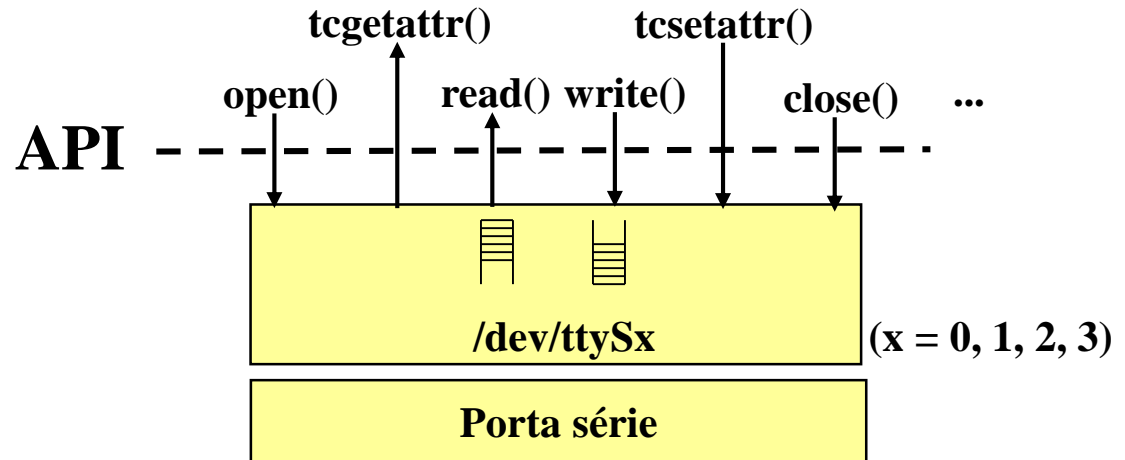 tcgetattr() tcsetattr()
open() read() write() close() ...
API
/dev/ttySx (x = 0, 1, 2, 3)
Porta série